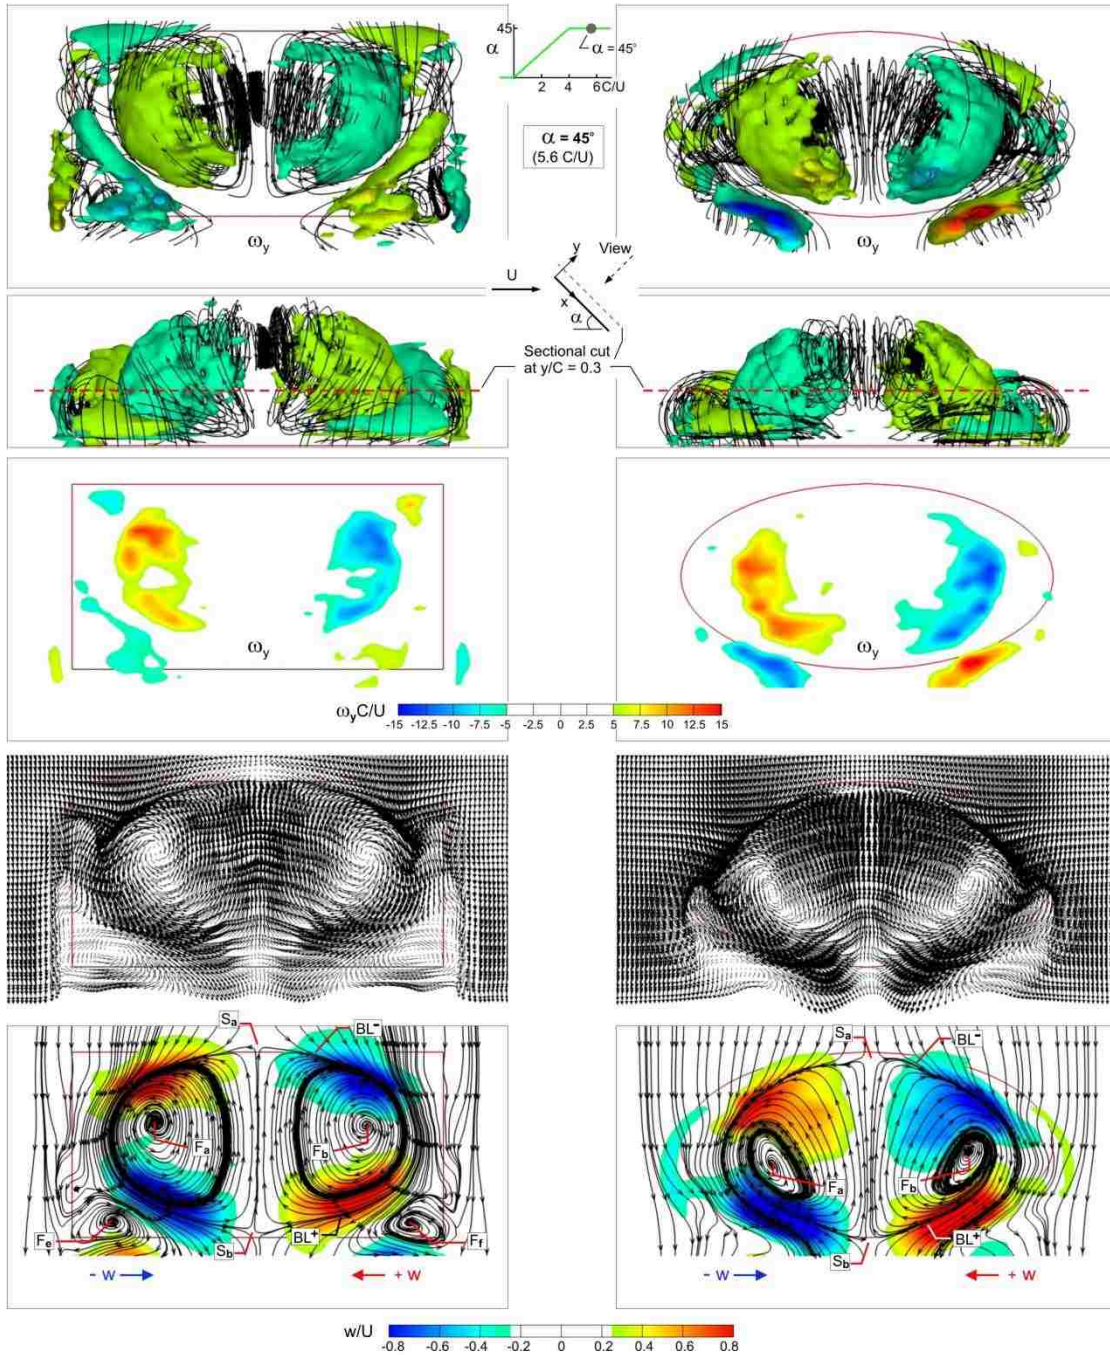 45
α
α = 45°
2 4 6 C/U
α = 45°
(5.6 C/U)
ω_y
ω_y
y View
U
x
α
Sectional cut
at y/C = 0.3
ω_y
ω_y
ω_yC/U
-15 -12.5 -10 -7.5 -5 -2.5 0 2.5 5 7.5 10 12.5 15
S_a BL⁻
F_a F_b
F_e S_b BL⁺ F_f
- w + w
S_a BL⁻
F_a F_b
BL⁺
S_b
- w + w
w/U
-0.8 -0.6 -0.4 -0.2 0 0.2 0.4 0.6 0.8